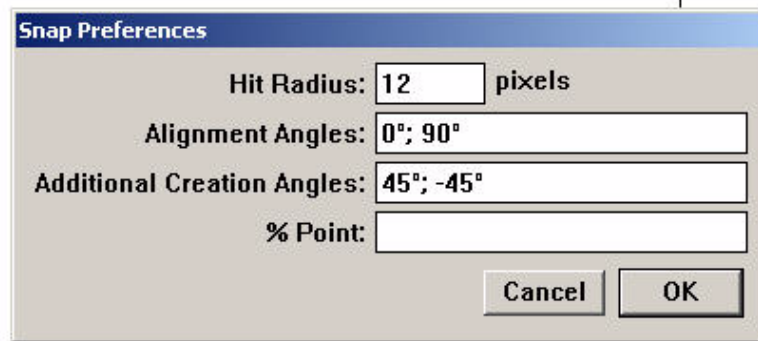 Snap Preferences
Hit Radius: 12 pixels
Alignment Angles: 0°; 90°
Additional Creation Angles: 45°; -45°
% Point:
Cancel OK